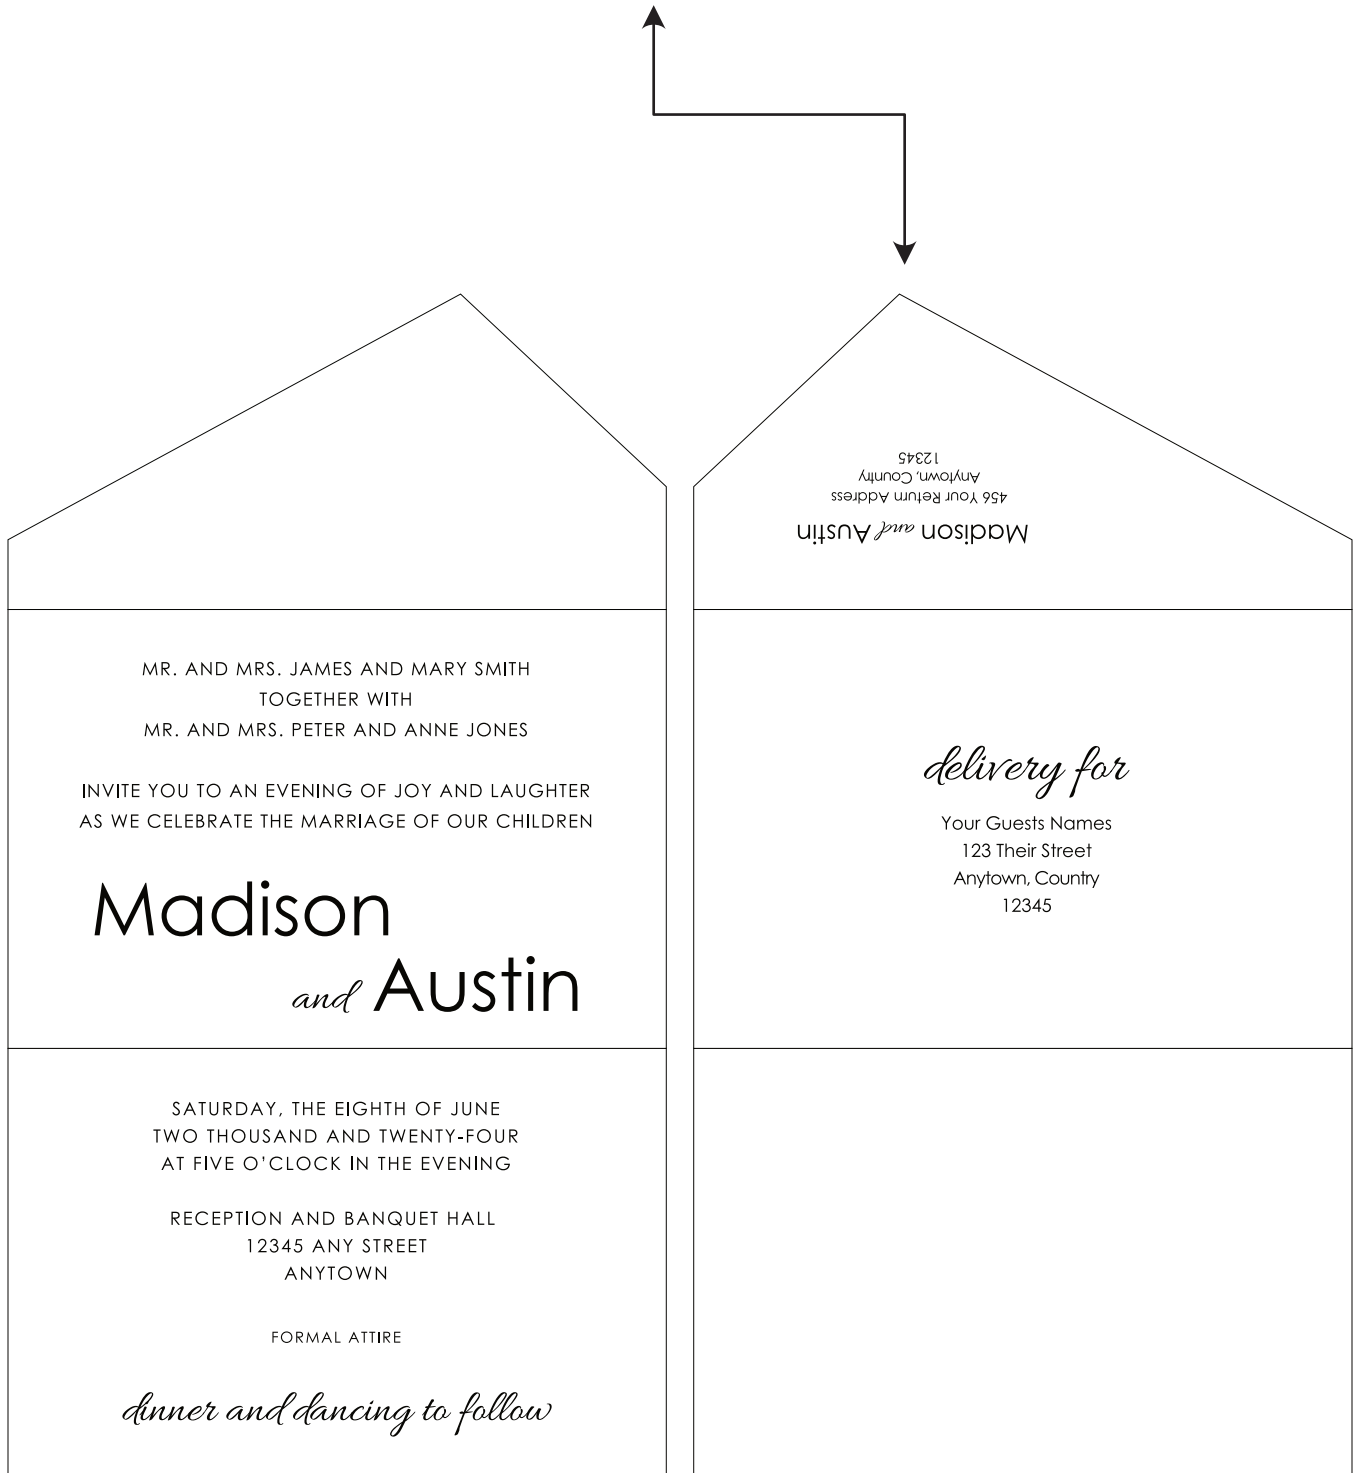 MR. AND MRS. JAMES AND MARY SMITH
TOGETHER WITH
MR. AND MRS. PETER AND ANNE JONES
INVITE YOU TO AN EVENING OF JOY AND LAUGHTER
AS WE CELEBRATE THE MARRIAGE OF OUR CHILDREN
Madison
and Austin
SATURDAY, THE EIGHTH OF JUNE
TWO THOUSAND AND TWENTY-FOUR
AT FIVE O'CLOCK IN THE EVENING
RECEPTION AND BANQUET HALL
12345 ANY STREET
ANYTOWN
FORMAL ATTIRE
dinner and dancing to follow
Madison and Austin
456 Your Return Address
Anytown, Country
12345
delivery for
Your Guests Names
123 Their Street
Anytown, Country
12345